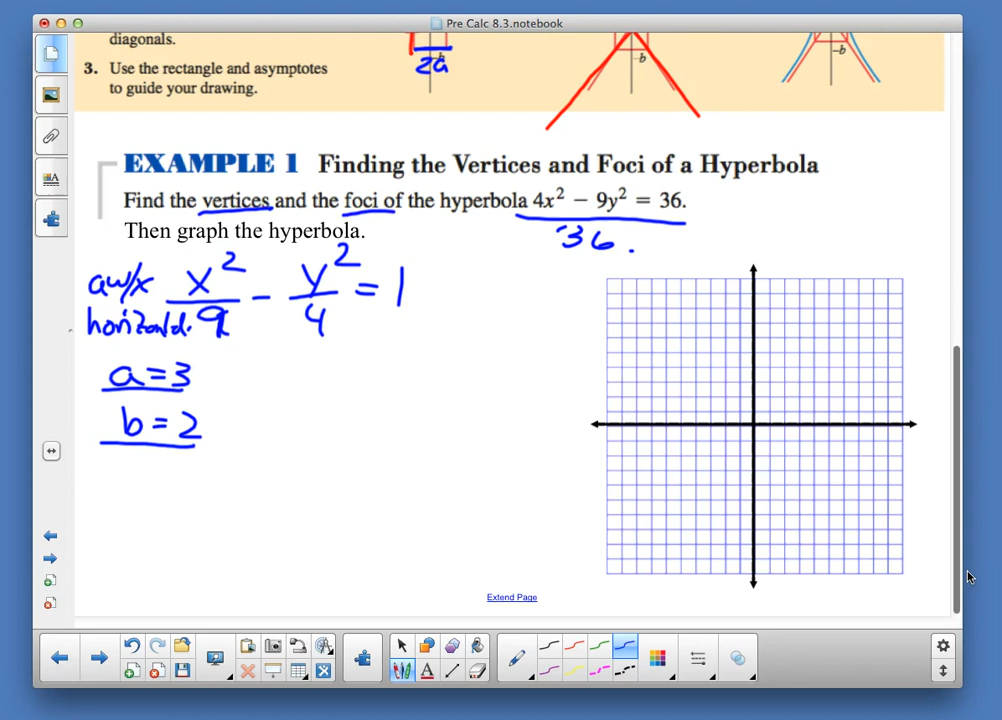 Pre Calc 8.3.notebook
diagonals.
3. Use the rectangle and asymptotes
to guide your drawing.
2a
b
-b
-b
EXAMPLE 1 Finding the Vertices and Foci of a Hyperbola
Find the vertices and the foci of the hyperbola 4x² − 9y² = 36.
Then graph the hyperbola.
36.
a w/x x²/9 − y²/4 = 1
horizontal.
a = 3
b = 2
Extend Page
A